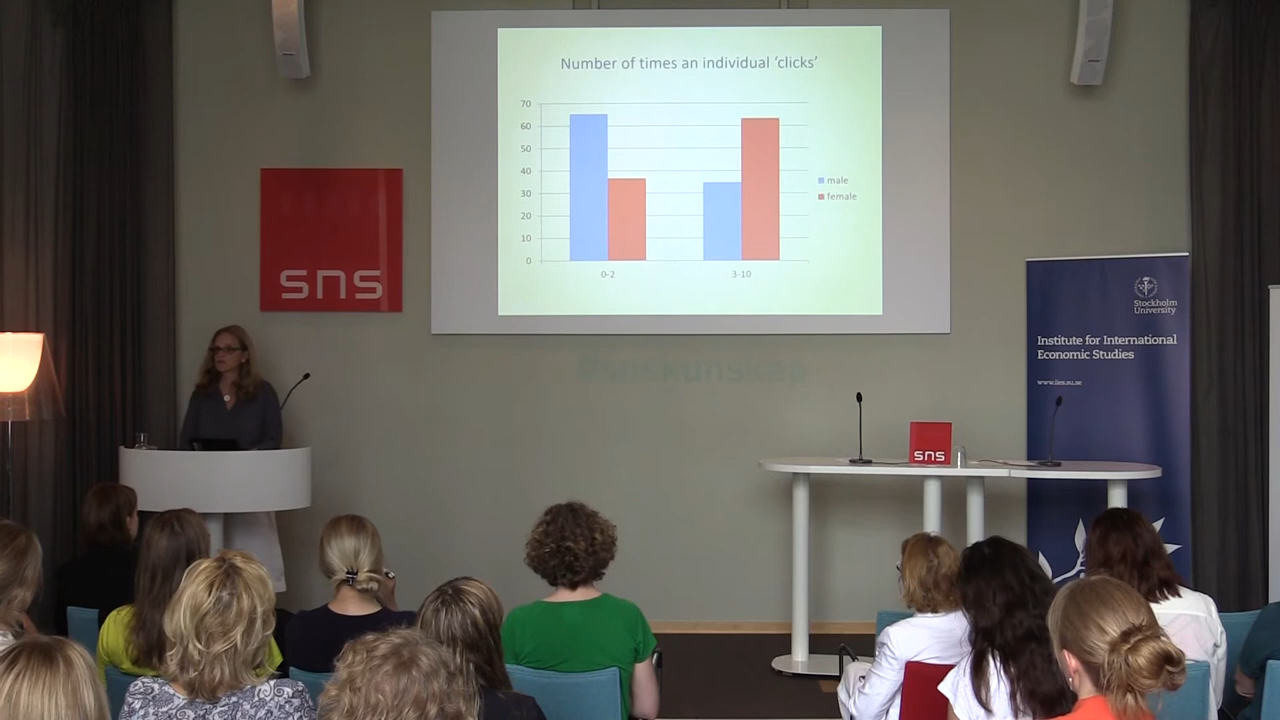 Number of times an individual 'clicks'
70
60
50
40
30
20
10
0
0-2
3-10
male
female
sns
Stockholm
University
Institute for International
Economic Studies
www.iies.su.se
sns